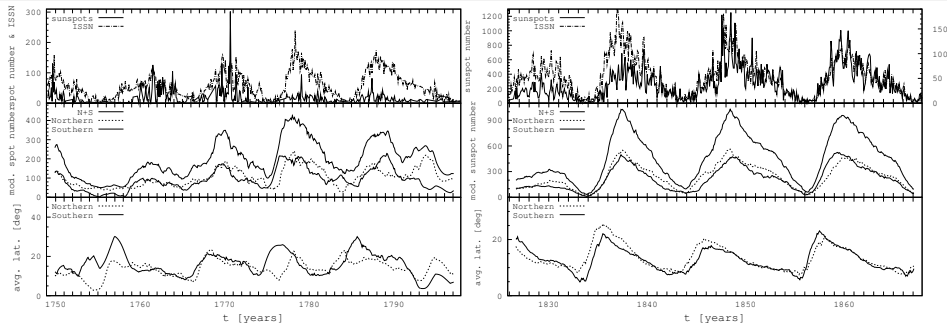 mod. spot number
spot number & ISSN
avg. lat. [deg]
300
200
100
0
sunspots
ISSN
400
300
200
100
0
N+S
Northern
Southern
40
20
0
Northern
Southern
1750
1760
1770
1780
1790
t [years]
sunspot number
mod. sunspot number
avg. lat. [deg]
1200
1000
800
600
400
200
0
sunspots
ISSN
150
100
50
0
900
600
300
0
N+S
Northern
Southern
20
0
Northern
Southern
1830
1840
1850
1860
t [years]